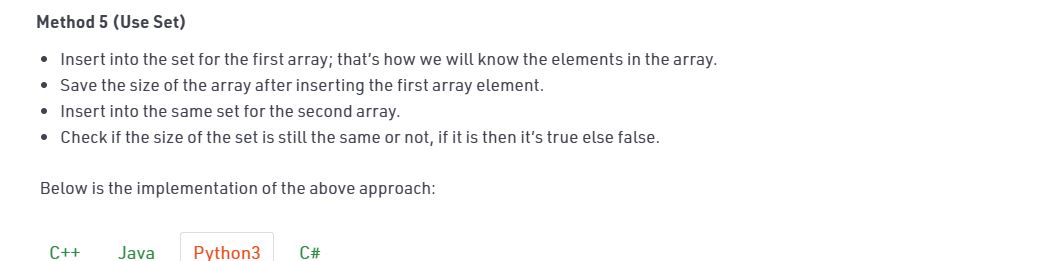 Method 5 (Use Set)
• Insert into the set for the first array; that's how we will know the elements in the array.
• Save the size of the array after inserting the first array element.
• Insert into the same set for the second array.
• Check if the size of the set is still the same or not, if it is then it's true else false.
Below is the implementation of the above approach:
C++ Java Python3 C#